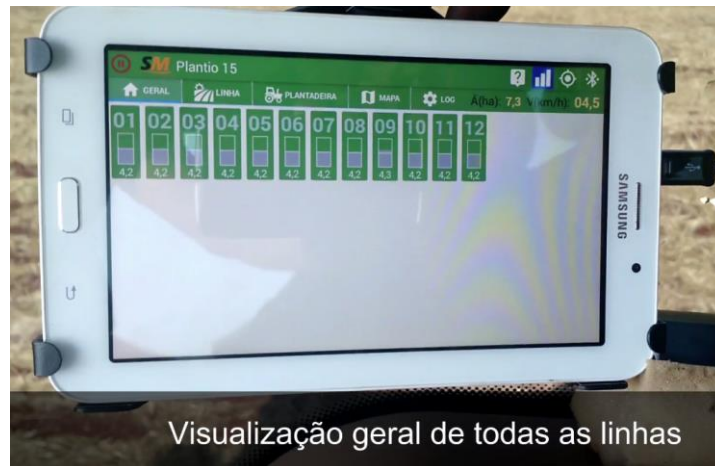 SM Plantio 15
GERAL LINHA PLANTADEIRA MAPA LOG Á(ha): 7,3 V(km/h): 04,5
01 02 03 04 05 06 07 08 09 10 11 12
4,2 4,2 4,2 4,2 4,2 4,2 4,2 4,2 4,3 4,2 4,2 4,2
SAMSUNG
Visualização geral de todas as linhas